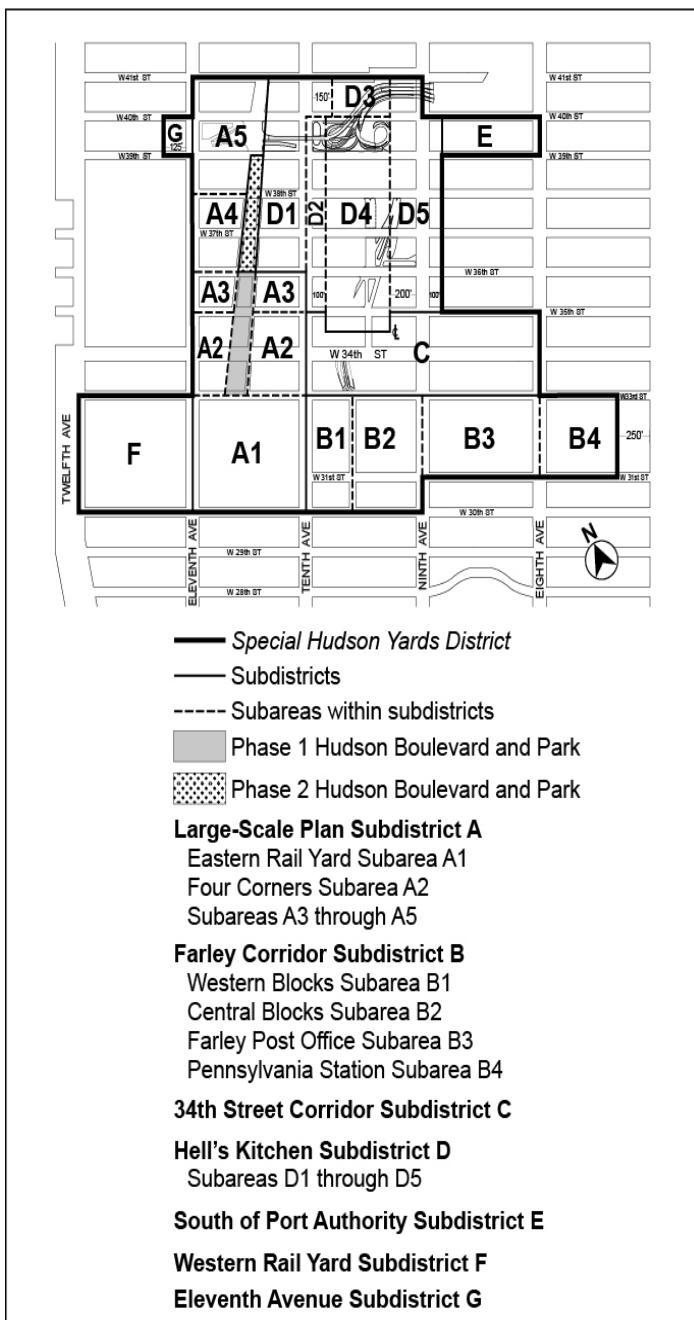 W 41st ST
W 41st ST
150'
D3
W 40th ST
W 40th ST
G
125'
A5
E
W 39th ST
W 39th ST
W 38th ST
A4
D1
D2
D4
D5
W 37th ST
W 36th ST
A3
A3
100'
200'
100'
W 35th ST
A2
A2
W 34th ST
℄
C
W33rd ST
TWELFTH AVE
F
A1
B1
B2
B3
B4
250'
W 31st ST
W 31st ST
W 30th ST
ELEVENTH AVE
TENTH AVE
NINTH AVE
EIGHTH AVE
N
W 29th ST
W 28th ST
Special Hudson Yards District
Subdistricts
Subareas within subdistricts
Phase 1 Hudson Boulevard and Park
Phase 2 Hudson Boulevard and Park
Large-Scale Plan Subdistrict A
Eastern Rail Yard Subarea A1
Four Corners Subarea A2
Subareas A3 through A5
Farley Corridor Subdistrict B
Western Blocks Subarea B1
Central Blocks Subarea B2
Farley Post Office Subarea B3
Pennsylvania Station Subarea B4
34th Street Corridor Subdistrict C
Hell's Kitchen Subdistrict D
Subareas D1 through D5
South of Port Authority Subdistrict E
Western Rail Yard Subdistrict F
Eleventh Avenue Subdistrict G